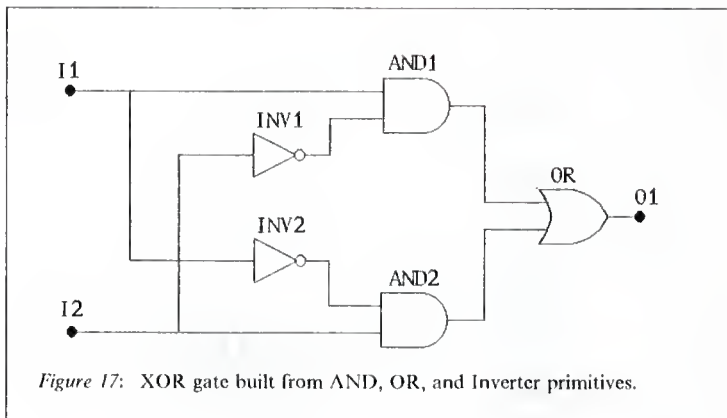 I1
AND1
INV1
OR
O1
INV2
AND2
I2
Figure 17: XOR gate built from AND, OR, and Inverter primitives.